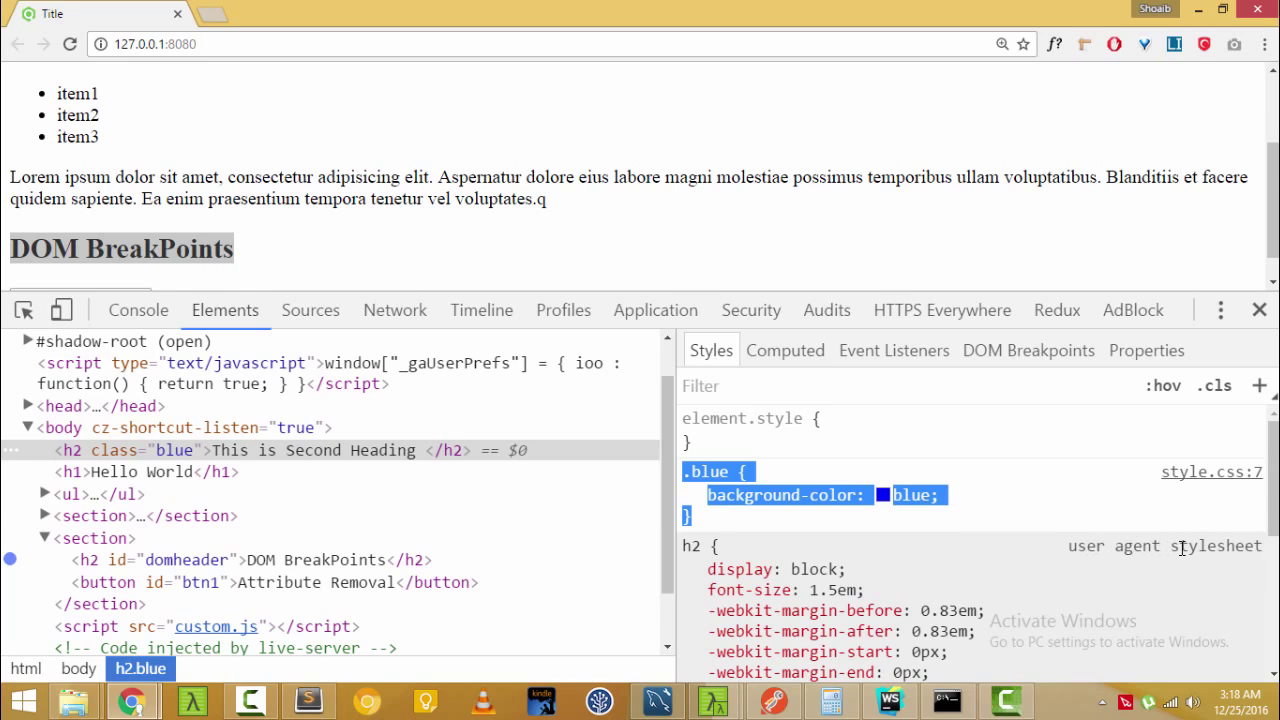 Title
Shoaib
127.0.0.1:8080
f?
LI
item1
item2
item3
Lorem ipsum dolor sit amet, consectetur adipisicing elit. Aspernatur dolore eius labore magni molestiae possimus temporibus ullam voluptatibus. Blanditiis et facere
quidem sapiente. Ea enim praesentium tempora tenetur vel voluptates.q
DOM BreakPoints
Console Elements Sources Network Timeline Profiles Application Security Audits HTTPS Everywhere Redux AdBlock
#shadow-root (open)
<script type="text/javascript">window["_gaUserPrefs"] = { ioo :
function() { return true; } }</script>
<head>…</head>
<body cz-shortcut-listen="true">
<h2 class="blue">This is Second Heading </h2> == $0
<h1>Hello World</h1>
<ul>…</ul>
<section>…</section>
<section>
<h2 id="domheader">DOM BreakPoints</h2>
<button id="btn1">Attribute Removal</button>
</section>
<script src="custom.js"></script>
<!-- Code injected by live-server -->
html body h2.blue
Styles Computed Event Listeners DOM Breakpoints Properties
Filter :hov .cls +
element.style {
}
.blue { style.css:7
background-color: blue;
}
h2 { user agent stylesheet
display: block;
font-size: 1.5em;
-webkit-margin-before: 0.83em;
-webkit-margin-after: 0.83em;
-webkit-margin-start: 0px;
-webkit-margin-end: 0px;
Activate Windows
Go to PC settings to activate Windows.
kindle
WS
3:18 AM
12/25/2016